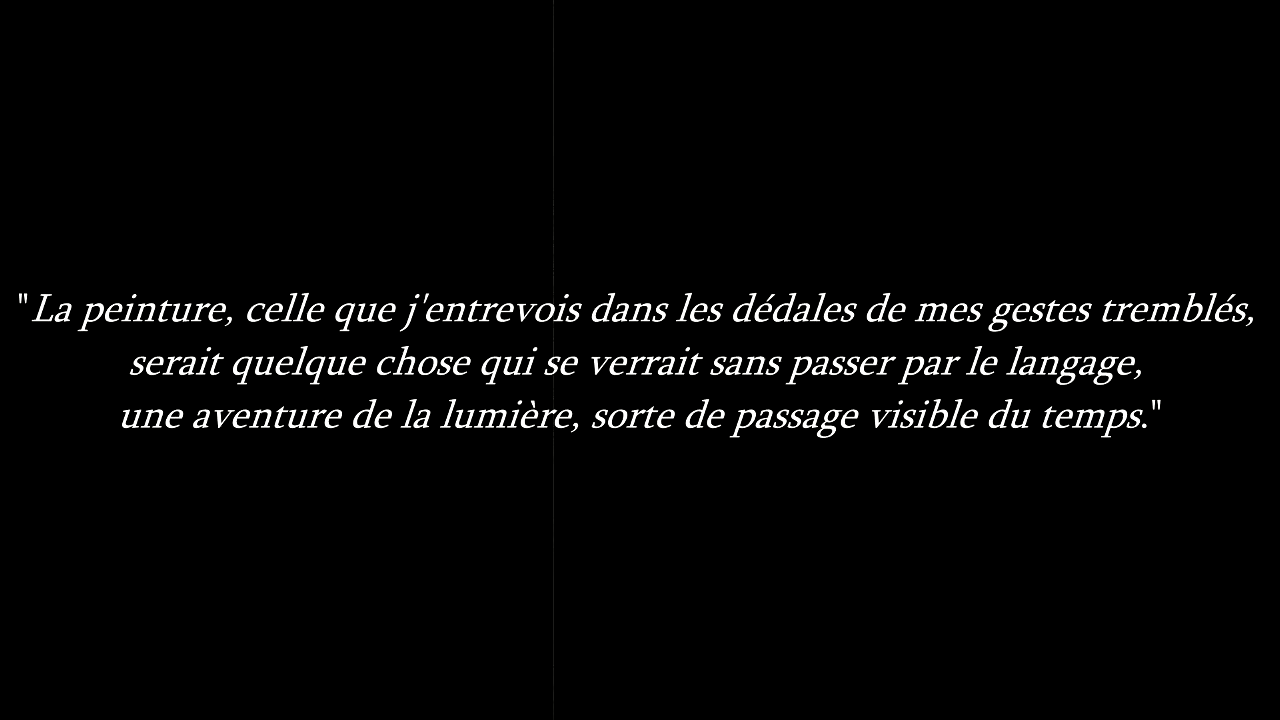 "La peinture, celle que j'entrevois dans les dédales de mes gestes tremblés,
serait quelque chose qui se verrait sans passer par le langage,
une aventure de la lumière, sorte de passage visible du temps."